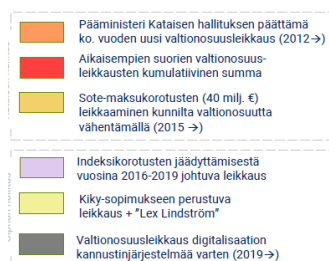 Pääministeri Kataisen hallituksen päättämä
ko. vuoden uusi valtionosuusleikkaus (2012→)
Aikaisempien suorien valtionosuus-
leikkausten kumulatiivinen summa
Sote-maksukorotusten (40 milj. €)
leikkaaminen kunnilta valtionosuutta
vähentämällä (2015 →)
Indeksikorotusten jäädyttämisestä
vuosina 2016-2019 johtuva leikkaus
Kiky-sopimukseen perustuva
leikkaus + ”Lex Lindström”
Valtionosuusleikkaus digitalisaation
kannustinjärjestelmää varten (2019→)